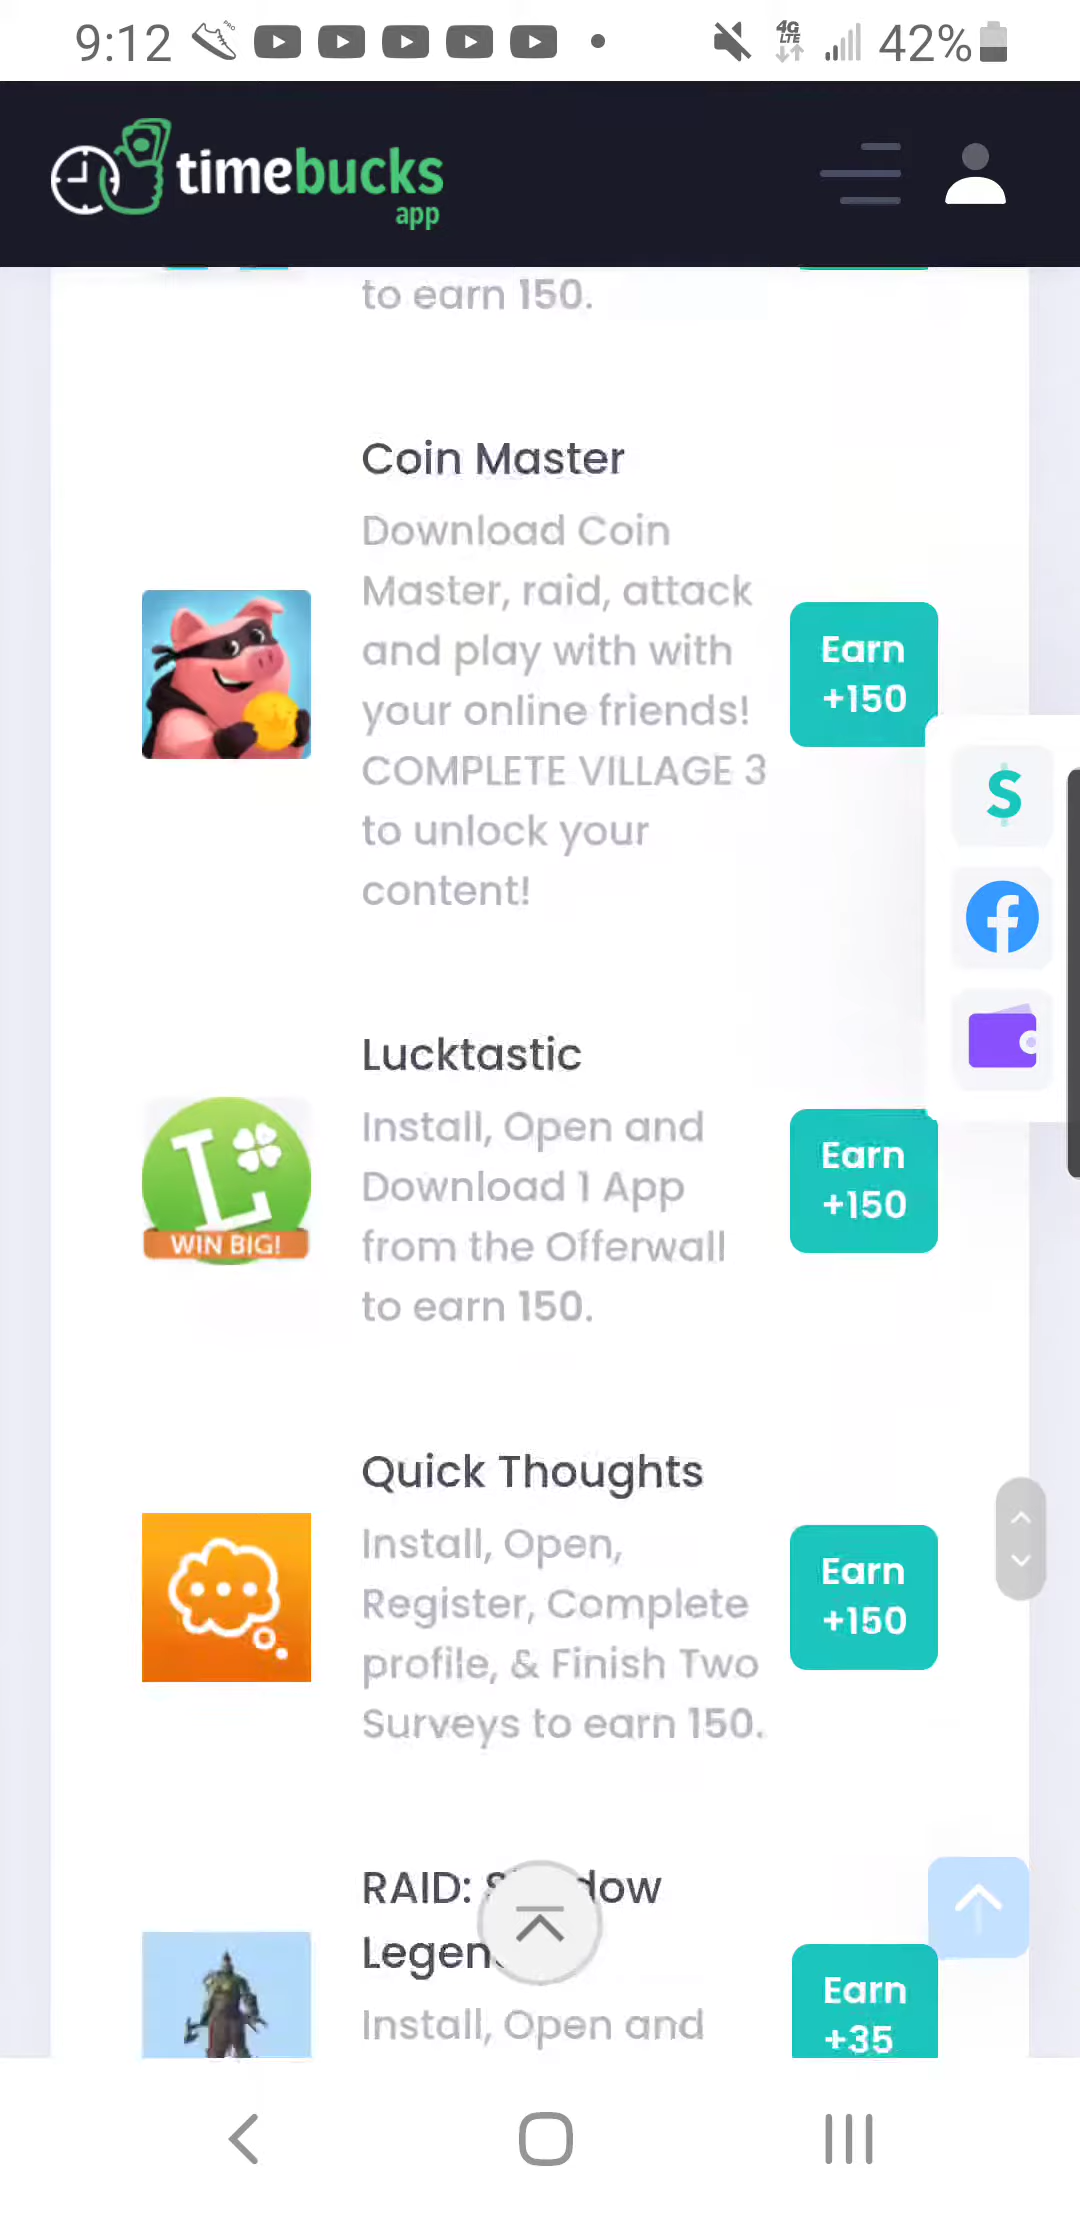 9:12
4G
LTE
42%
timebucks
app
to earn 150.
Coin Master
Download Coin
Master, raid, attack
and play with with
your online friends!
COMPLETE VILLAGE 3
to unlock your
content!
Earn
+150
Lucktastic
Install, Open and
Download 1 App
from the Offerwall
to earn 150.
WIN BIG!
Earn
+150
Quick Thoughts
Install, Open,
Register, Complete
profile, & Finish Two
Surveys to earn 150.
Earn
+150
RAID:
Install, Open and
Earn
+35